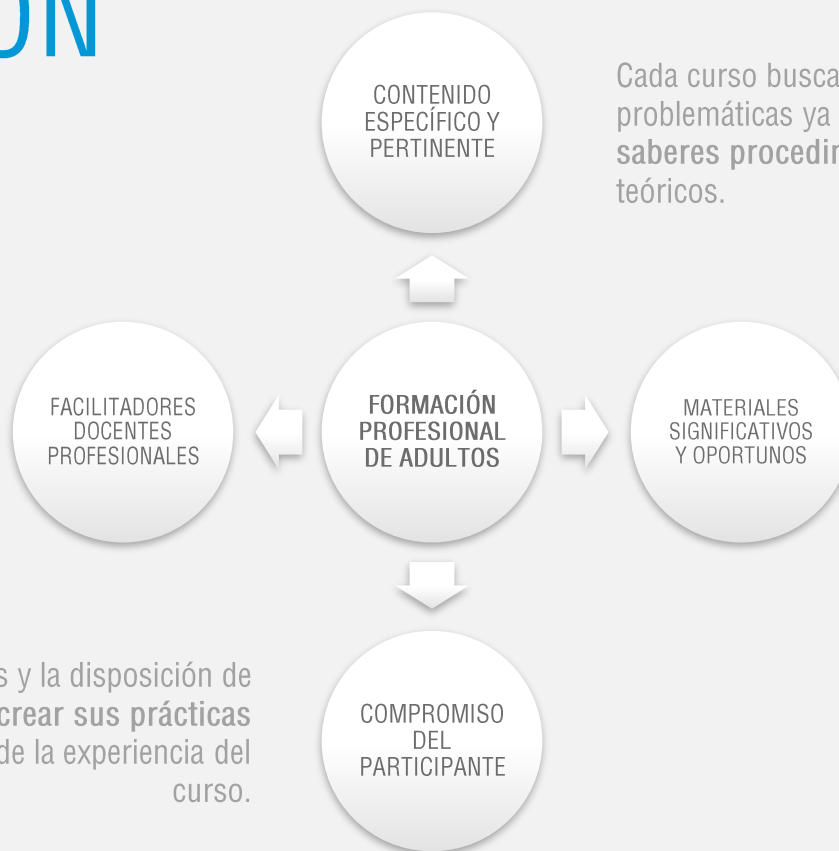 ÓN
CONTENIDO
ESPECÍFICO Y
PERTINENTE
Cada curso busca
problemáticas ya
saberes
teóricos.
FACILITADORES
DOCENTES
PROFESIONALES
FORMACIÓN
PROFESIONAL
DE ADULTOS
MATERIALES
SIGNIFICATIVOS
Y OPORTUNOS
y la disposición de
crear sus prácticas
de la experiencia del
curso.
COMPROMISO
DEL
PARTICIPANTE